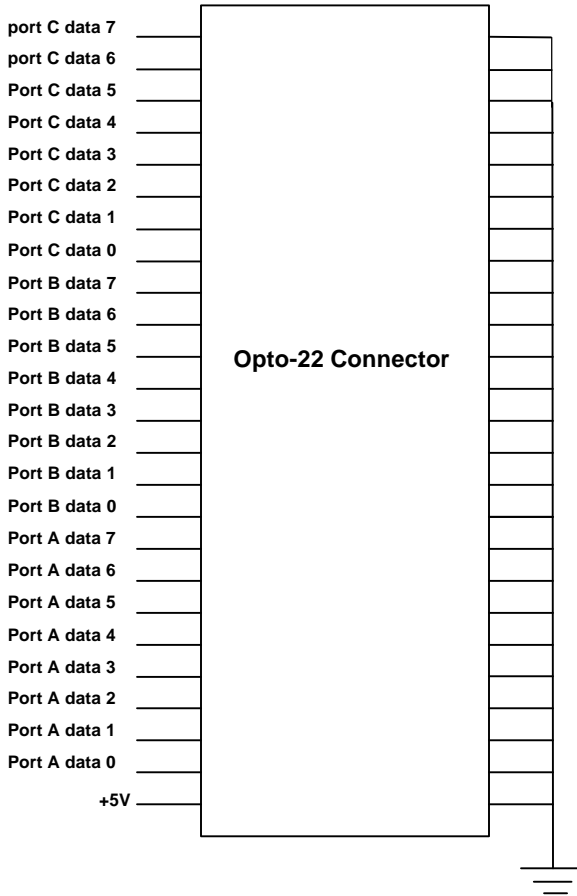 port C data 7
port C data 6
Port C data 5
Port C data 4
Port C data 3
Port C data 2
Port C data 1
Port C data 0
Port B data 7
Port B data 6
Port B data 5
Port B data 4
Port B data 3
Port B data 2
Port B data 1
Port B data 0
Port A data 7
Port A data 6
Port A data 5
Port A data 4
Port A data 3
Port A data 2
Port A data 1
Port A data 0
+5V
Opto-22 Connector